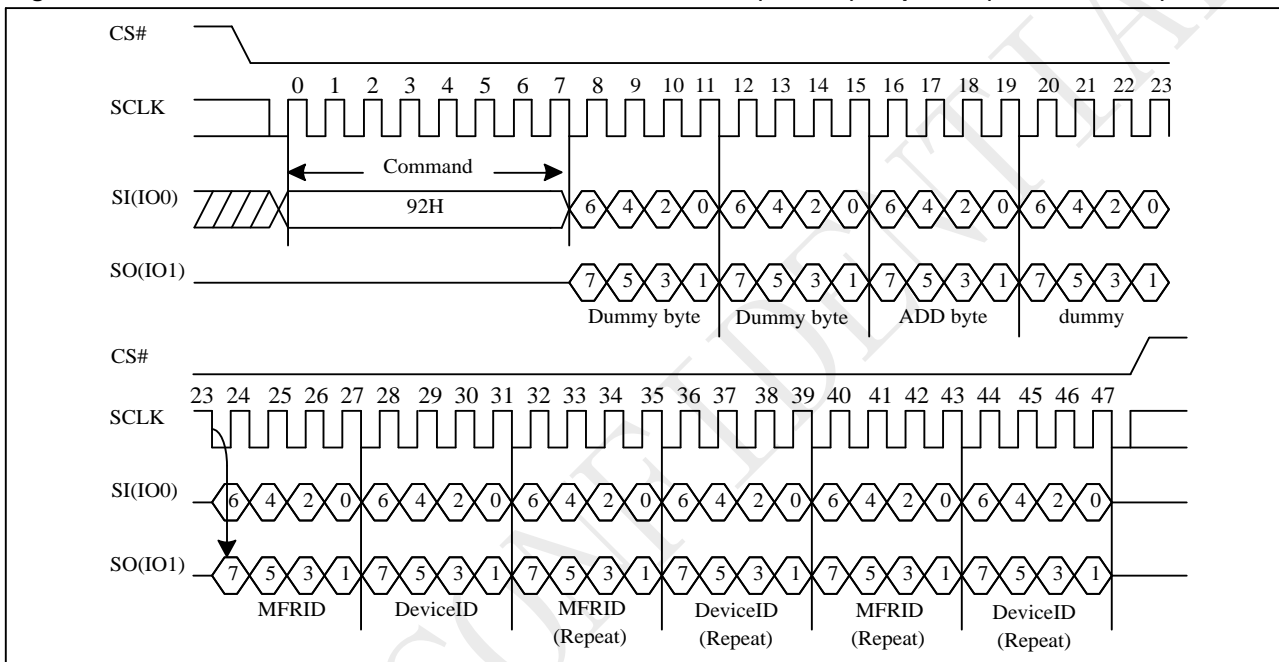 CS#
0 1 2 3 4 5 6 7 8 9 10 11 12 13 14 15 16 17 18 19 20 21 22 23
SCLK
Command
SI(IO0) 92H 6 4 2 0 6 4 2 0 6 4 2 0 6 4 2 0
SO(IO1) 7 5 3 1 7 5 3 1 7 5 3 1 7 5 3 1
Dummy byte Dummy byte ADD byte dummy
CS#
23 24 25 26 27 28 29 30 31 32 33 34 35 36 37 38 39 40 41 42 43 44 45 46 47
SCLK
SI(IO0) 6 4 2 0 6 4 2 0 6 4 2 0 6 4 2 0 6 4 2 0 6 4 2 0
SO(IO1) 7 5 3 1 7 5 3 1 7 5 3 1 7 5 3 1 7 5 3 1 7 5 3 1
MFRID DeviceID MFRID DeviceID MFRID DeviceID
(Repeat) (Repeat) (Repeat) (Repeat)